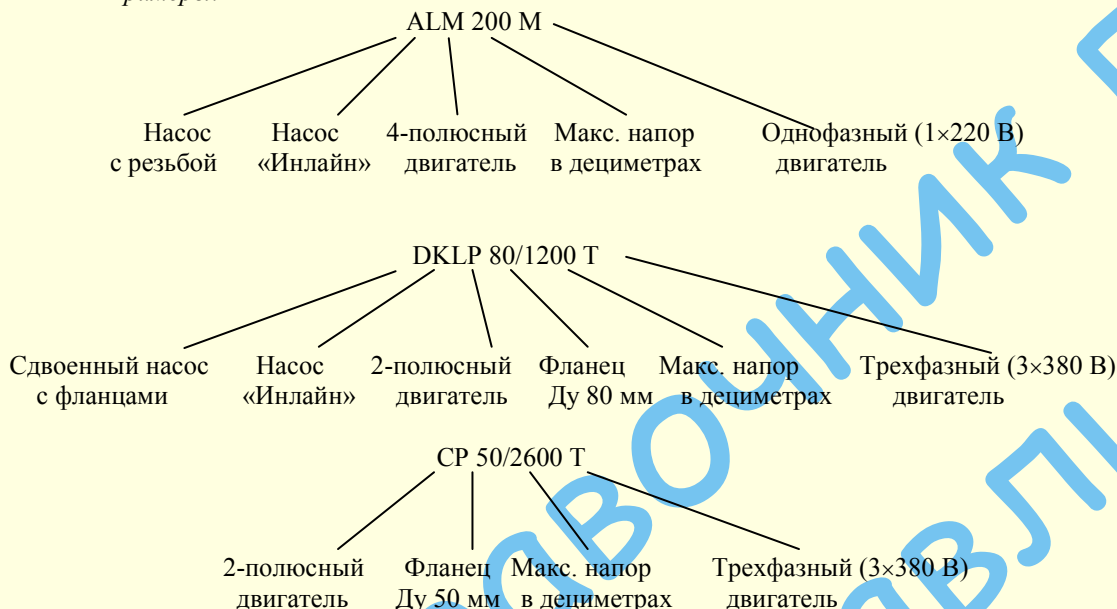 ALM 200 M
Насос Насос 4-полюсный Макс. напор Однофазный (1×220 В)
с резьбой «Инлайн» двигатель в дециметрах двигатель
DKLP 80/1200 T
Сдвоенный насос Насос 2-полюсный Фланец Макс. напор Трехфазный (3×380 В)
с фланцами «Инлайн» двигатель Ду 80 мм в дециметрах двигатель
CP 50/2600 T
2-полюсный Фланец Макс. напор Трехфазный (3×380 В)
двигатель Ду 50 мм в дециметрах двигатель